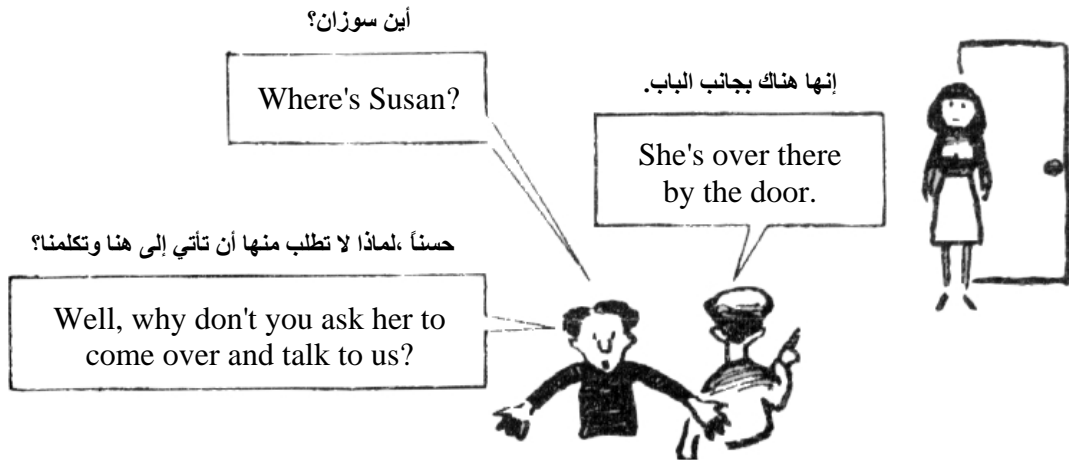 أين سوزان؟
Where's Susan?
إنها هناك بجانب الباب.
She's over there
by the door.
حسناً ،لماذا لا تطلب منها أن تأتي إلى هنا وتكلمنا؟
Well, why don't you ask her to
come over and talk to us?